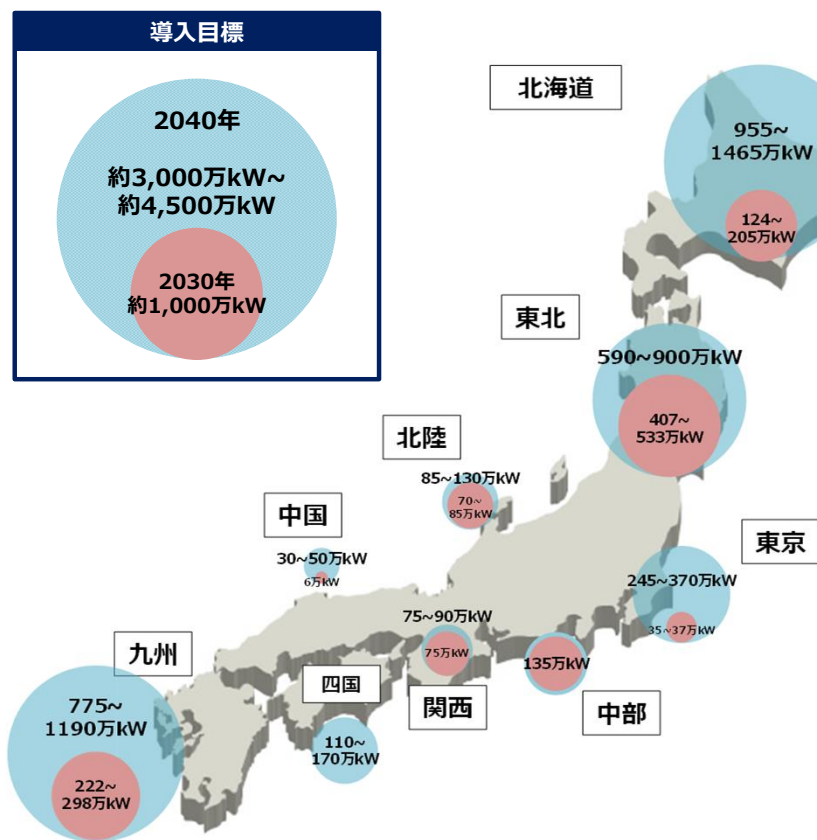 導入目標
2040年
約3,000万kW~
約4,500万kW
2030年
約1,000万kW
北海道
955~
1465万kW
124~
205万kW
東北
590~900万kW
407~
533万kW
北陸
85~130万kW
70~
85万kW
中国
30~50万kW
6万kW
東京
245~370万kW
35~37万kW
75~90万kW
75万kW
関西
135万kW
中部
九州
775~
1190万kW
222~
298万kW
四国
110~
170万kW